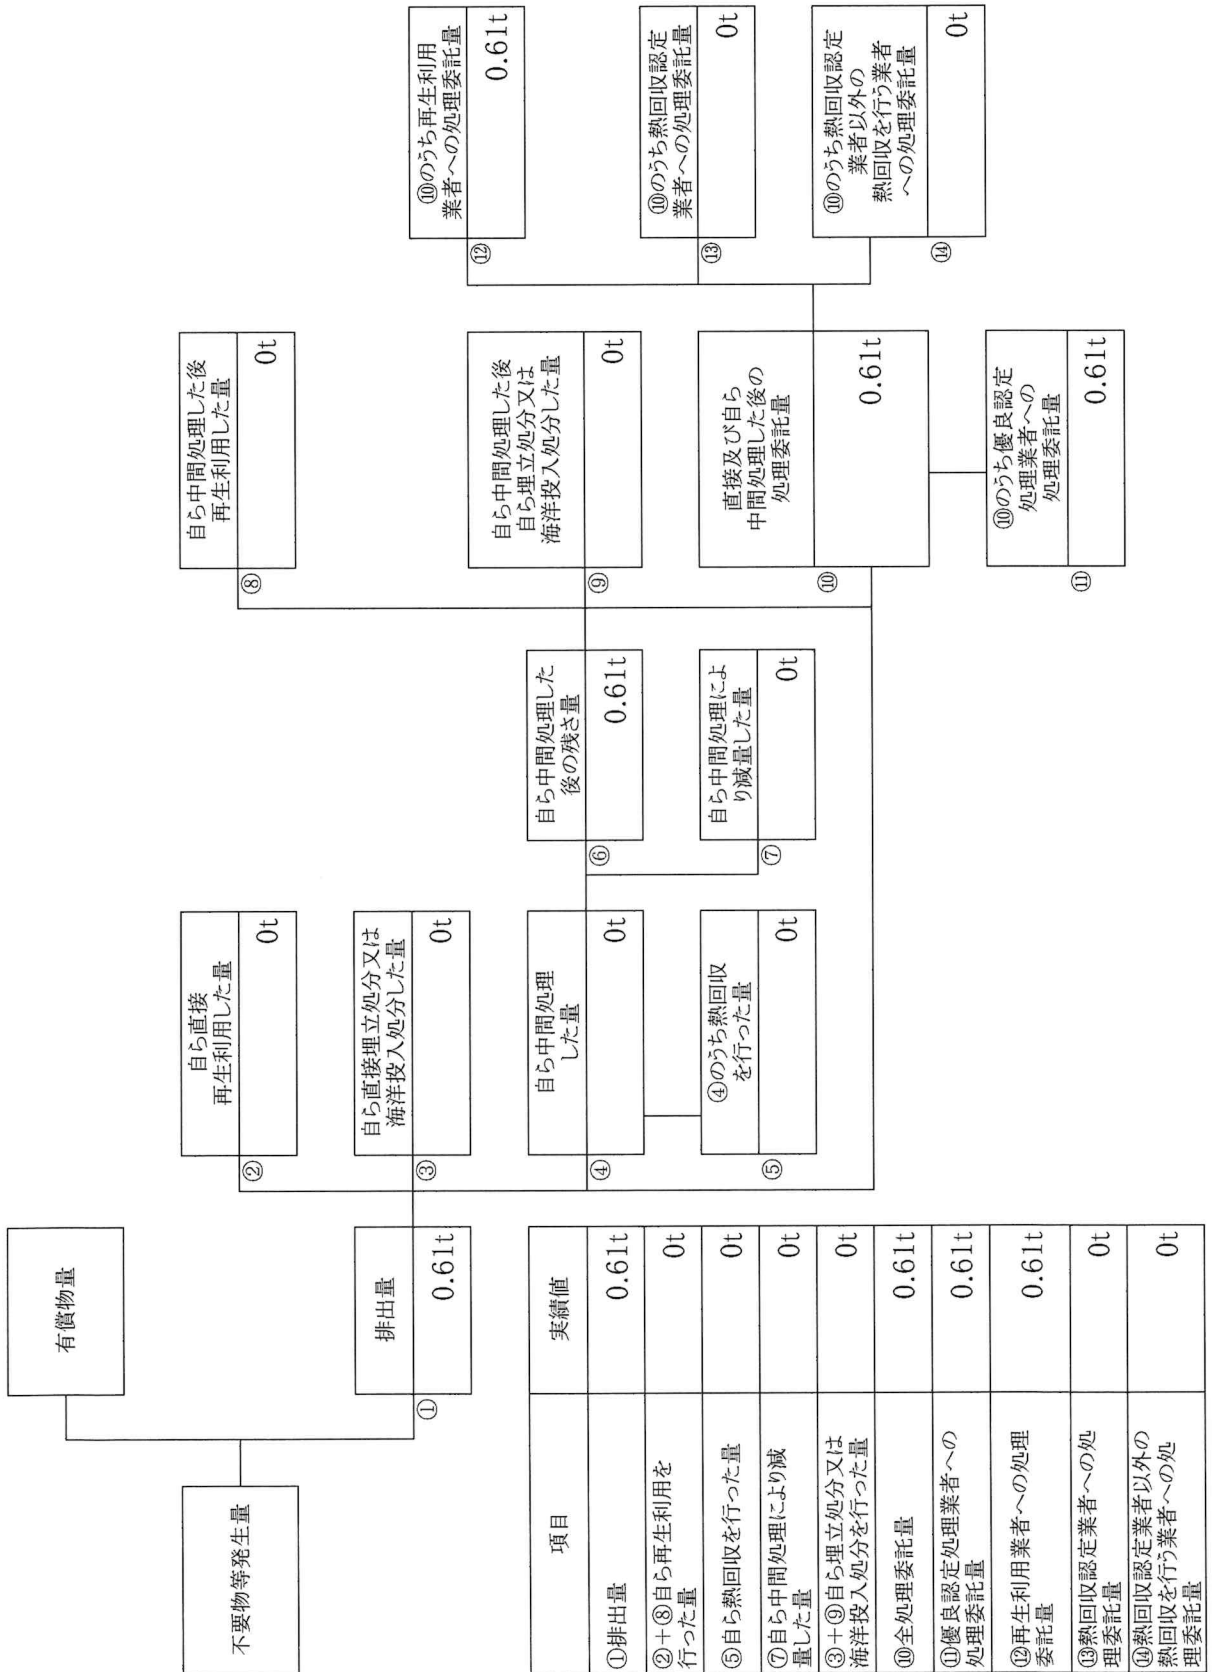 不要物等発生量
有償物量
排出量
①
0.61t
自ら直接
再生利用した量
②
0t
自ら直接埋立処分又は
海洋投入処分した量
③
0t
自ら中間処理
した量
④
0t
④のうち熱回収
を行った量
⑤
0t
自ら中間処理した
後の残さ量
⑥
0.61t
自ら中間処理によ
り減量した量
⑦
0t
自ら中間処理した後
再生利用した量
⑧
0t
自ら中間処理した後
自ら埋立処分又は
海洋投入処分した量
⑨
0t
直接及び自ら
中間処理した後の
処理委託量
⑩
0.61t
⑩のうち優良認定
処理業者への
処理委託量
⑪
0.61t
⑩のうち再生利用
業者への処理委託量
⑫
0.61t
⑩のうち熱回収認定
業者への処理委託量
⑬
0t
⑩のうち熱回収認定
業者以外の
熱回収を行う業者
への処理委託量
⑭
0t
項目 実績値
①排出量 0.61t
②+⑧自ら再生利用を
行った量 0t
⑤自ら熱回収を行った量 0t
⑦自ら中間処理により減
量した量 0t
③+⑨自ら埋立処分又は
海洋投入処分を行った量 0t
⑩全処理委託量 0.61t
⑪優良認定処理業者への
処理委託量 0.61t
⑫再生利用業者への処理
委託量 0.61t
⑬熱回収認定業者への処
理委託量 0t
⑭熱回収認定業者以外の
熱回収を行う業者への処
理委託量 0t